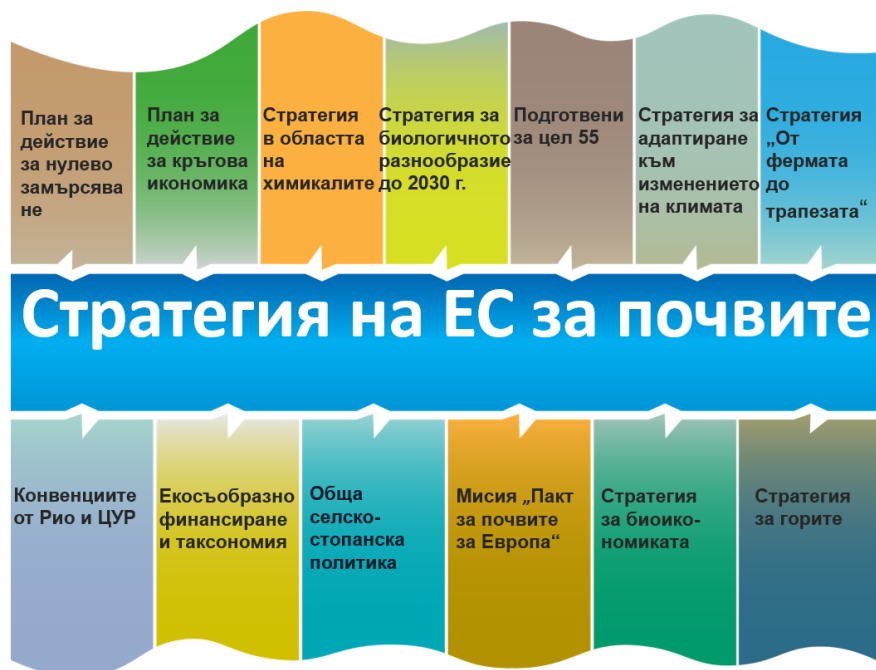 План за
действие
за нулево
замърсява
не
План за
действие
за кръгова
икономика
Стратегия
в областта
на
химикалите
Стратегия за
биологичното
разнообразие
до 2030 г.
Подготвени
за цел 55
Стратегия за
адаптиране
към
изменението
на климата
Стратегия
„От
фермата
до
трапезата“
Стратегия на ЕС за почвите
Конвенциите
от Рио и ЦУР
Екосъобразно
финансиране
и таксономия
Обща
селско-
стопанска
политика
Мисия „Пакт
за почвите
за Европа“
Стратегия
за биоико-
номиката
Стратегия
за горите